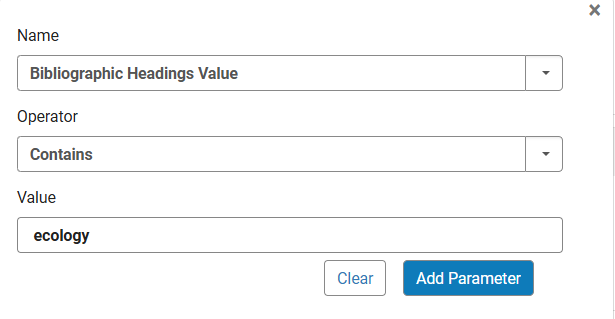 Name
Bibliographic Headings Value
Operator
Contains
Value
ecology
Clear Add Parameter